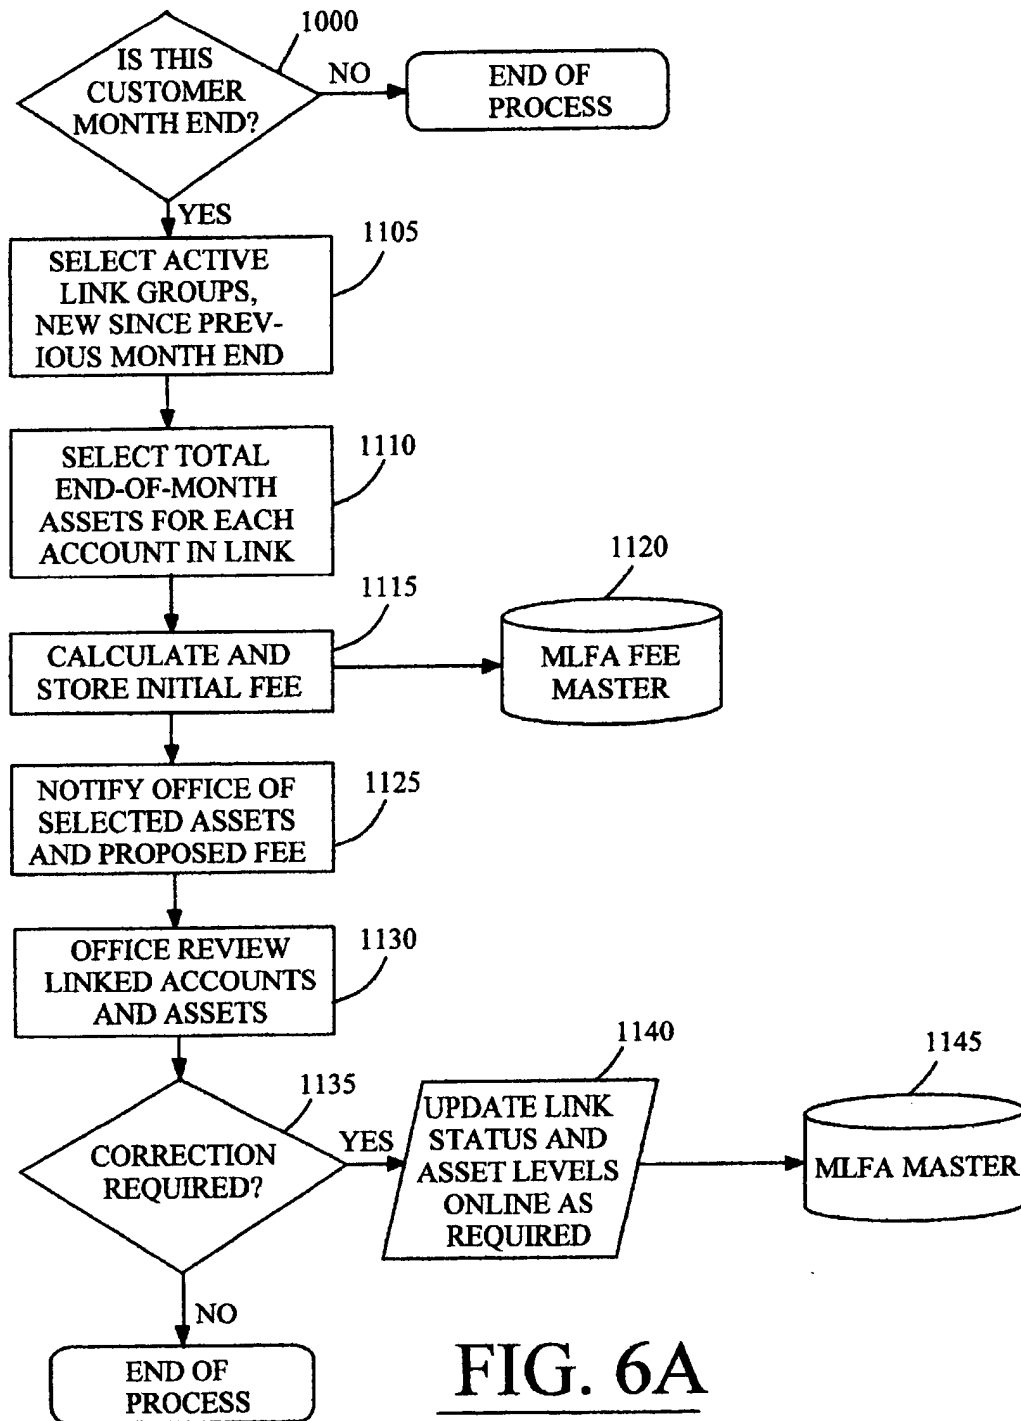 1000
IS THIS
CUSTOMER
MONTH END?
NO
END OF
PROCESS
YES
1105
SELECT ACTIVE
LINK GROUPS,
NEW SINCE PREV-
IOUS MONTH END
1110
SELECT TOTAL
END-OF-MONTH
ASSETS FOR EACH
ACCOUNT IN LINK
1115
CALCULATE AND
STORE INITIAL FEE
1120
MLFA FEE
MASTER
1125
NOTIFY OFFICE OF
SELECTED ASSETS
AND PROPOSED FEE
1130
OFFICE REVIEW
LINKED ACCOUNTS
AND ASSETS
1135
CORRECTION
REQUIRED?
YES
1140
UPDATE LINK
STATUS AND
ASSET LEVELS
ONLINE AS
REQUIRED
1145
MLFA MASTER
NO
END OF
PROCESS
FIG. 6A